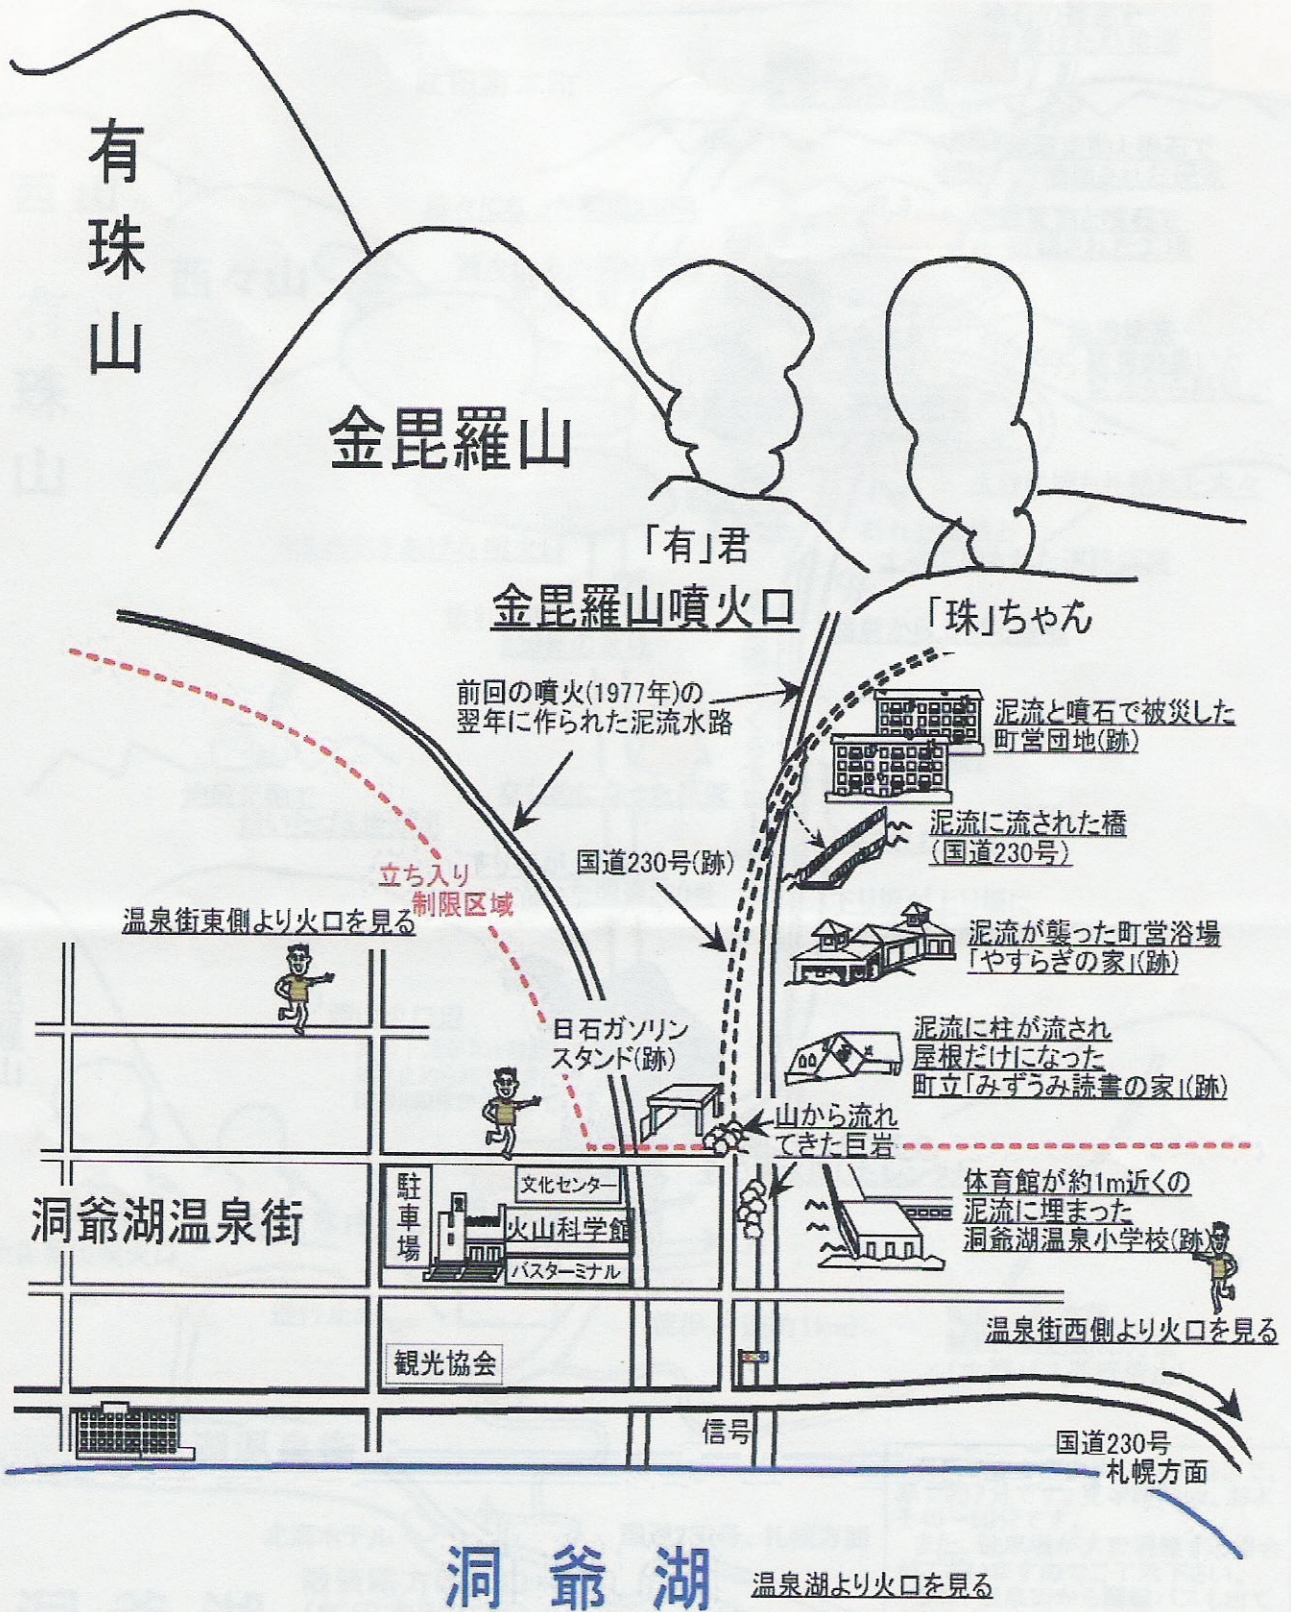 有珠山
金毘羅山
「有」君
金毘羅山噴火口
「珠」ちゃん
前回の噴火(1977年)の
翌年に作られた泥流水路
泥流と噴石で被災した
町営団地(跡)
泥流に流された橋
(国道230号)
国道230号(跡)
立ち入り
制限区域
温泉街東側より火口を見る
泥流が襲った町営浴場
「やすらぎの家」(跡)
日石ガソリン
スタンド(跡)
泥流に柱が流され
屋根だけになった
町立「みずうみ読書の家」(跡)
山から流れ
てきた巨岩
体育館が約1m近くの
泥流に埋まった
洞爺湖温泉小学校(跡)
洞爺湖温泉街
駐車場
文化センター
火山科学館
バスターミナル
温泉街西側より火口を見る
観光協会
信号
国道230号
札幌方面
洞爺湖
温泉湖より火口を見る